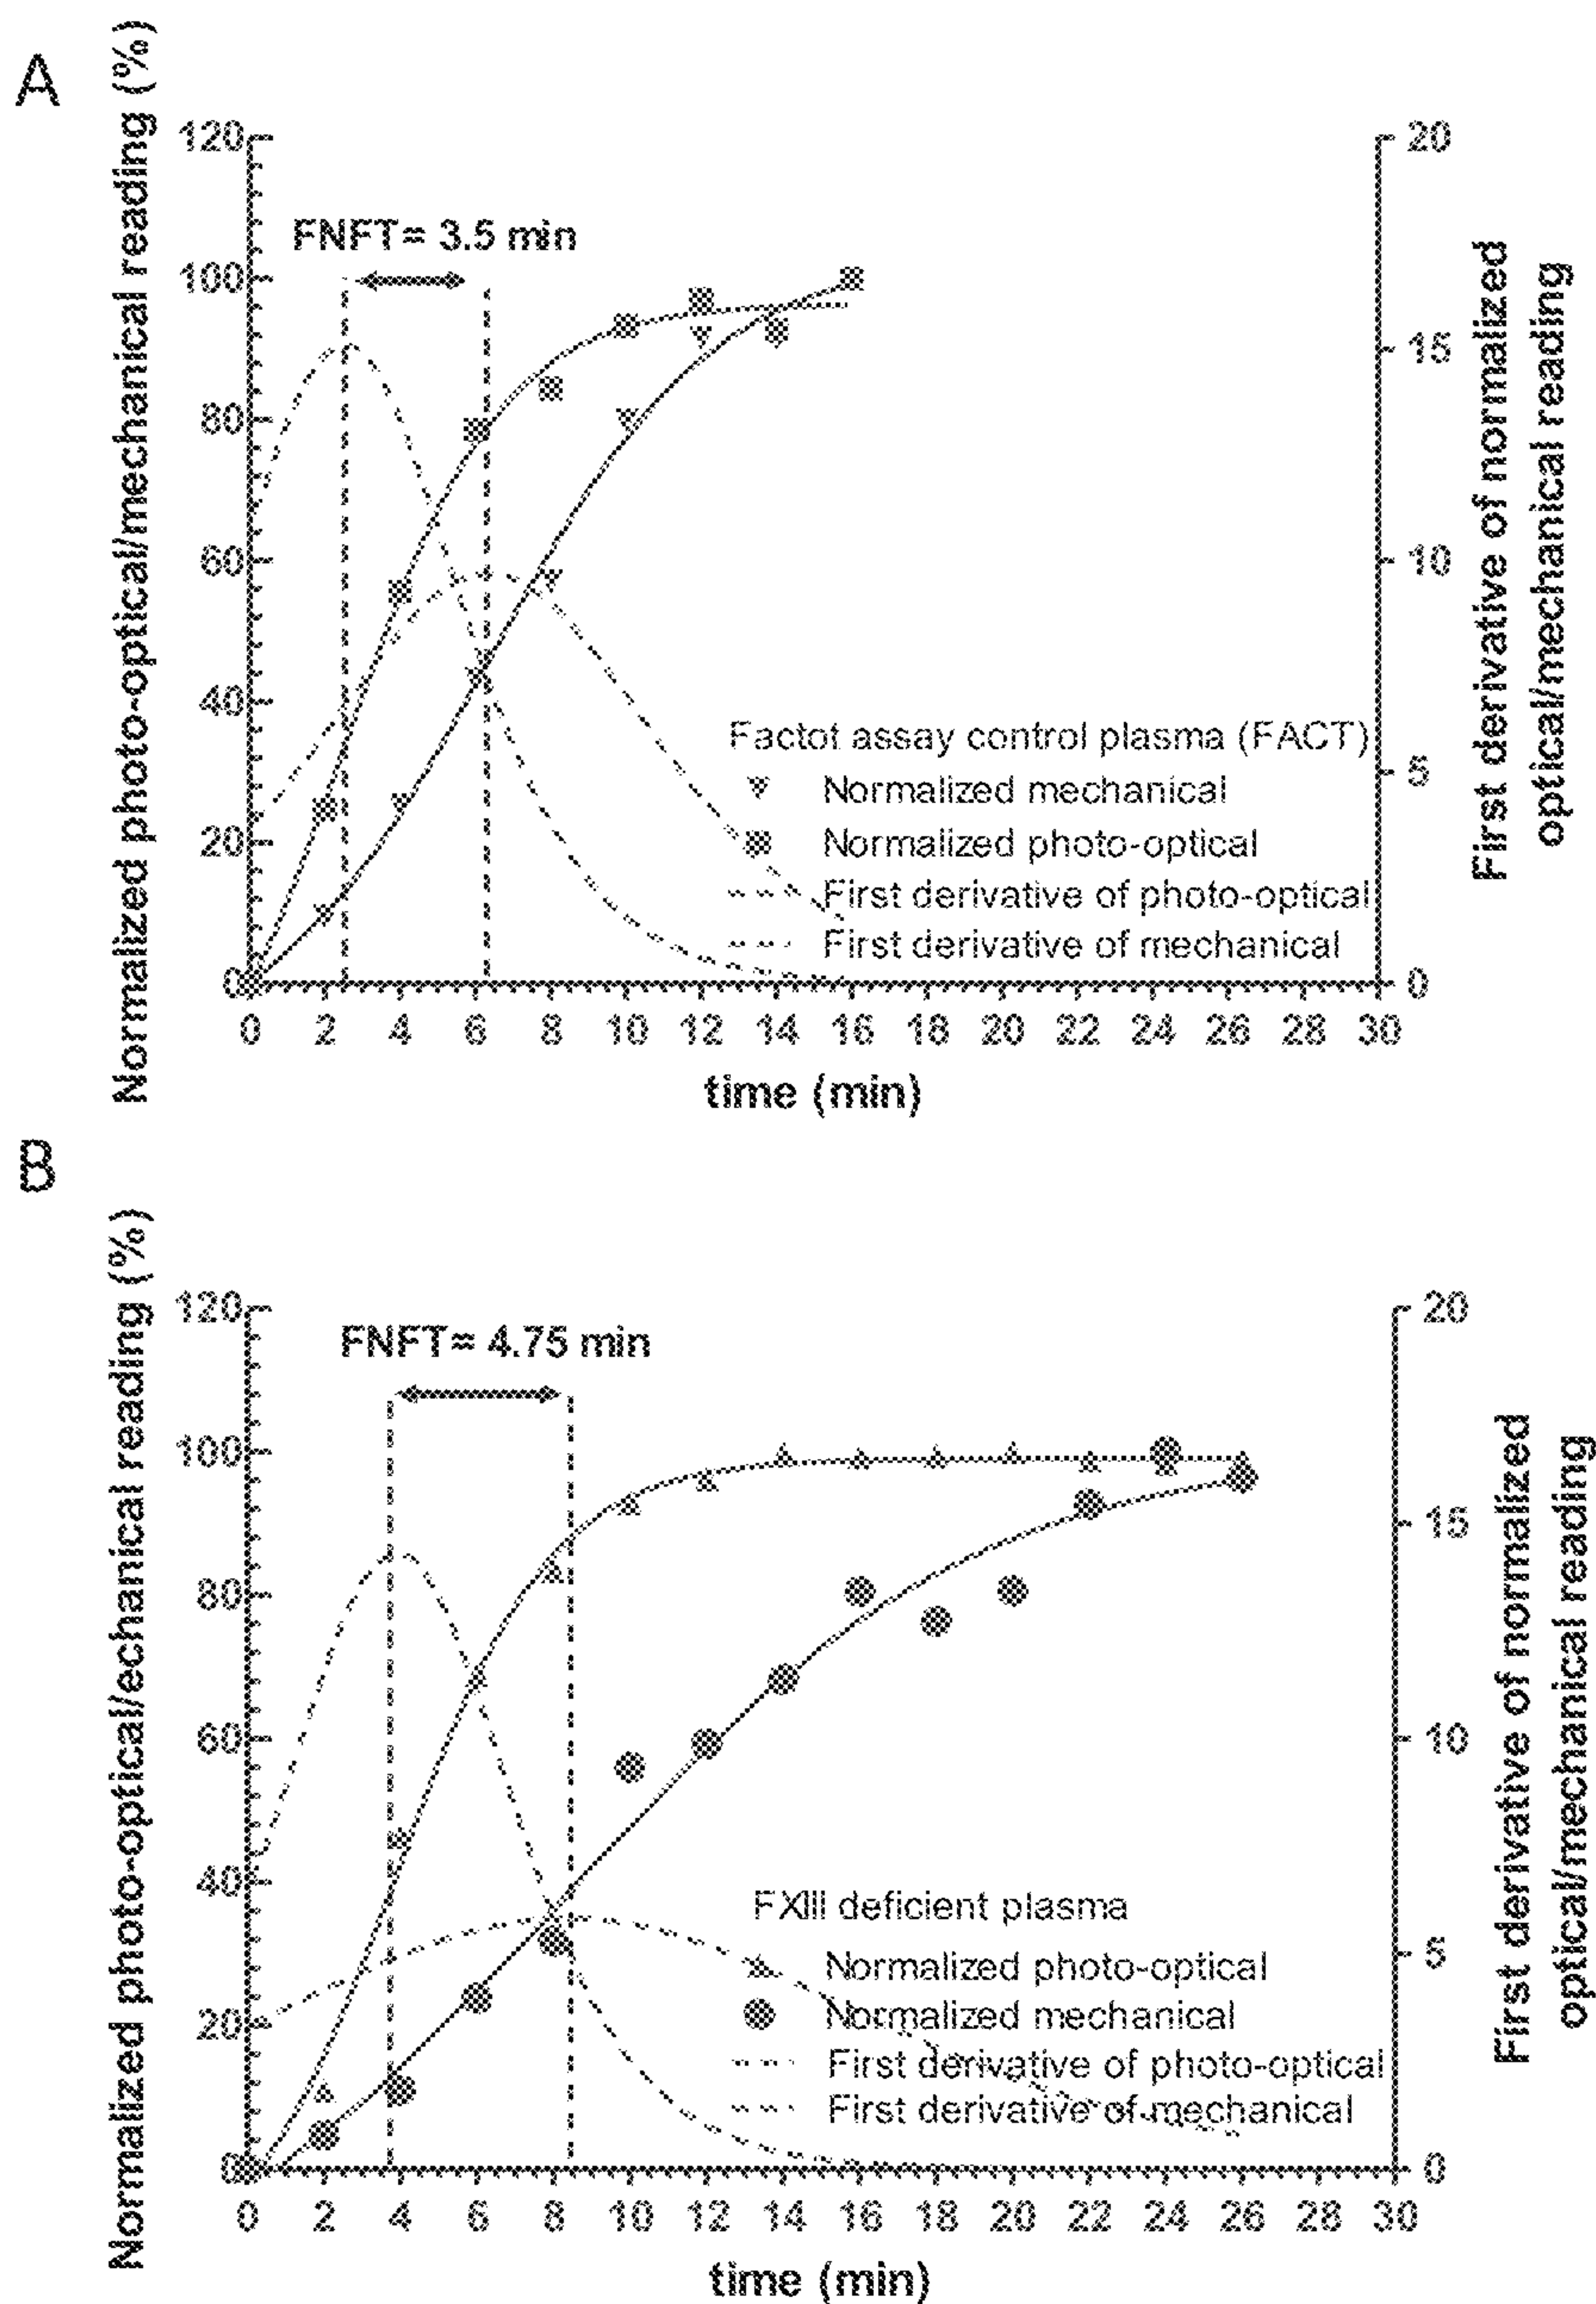 A
Normalized photo-optical/mechanical reading (%)
120
100
80
60
40
20
0
FNFT= 3.5 min
Factot assay control plasma (FACT)
Normalized mechanical
Normalized photo-optical
First derivative of photo-optical
First derivative of mechanical
20
15
10
5
0
First derivative of normalized
optical/mechanical reading
0 2 4 6 8 10 12 14 16 18 20 22 24 26 28 30
time (min)
B
Normalized photo-optical/echanical reading (%)
120
100
80
60
40
20
0
FNFT= 4.75 min
FXIII deficient plasma
Normalized photo-optical
Normalized mechanical
First derivative of photo-optical
First derivative of mechanical
20
15
10
5
0
First derivative of normalized
optical/mechanical reading
0 2 4 6 8 10 12 14 16 18 20 22 24 26 28 30
time (min)